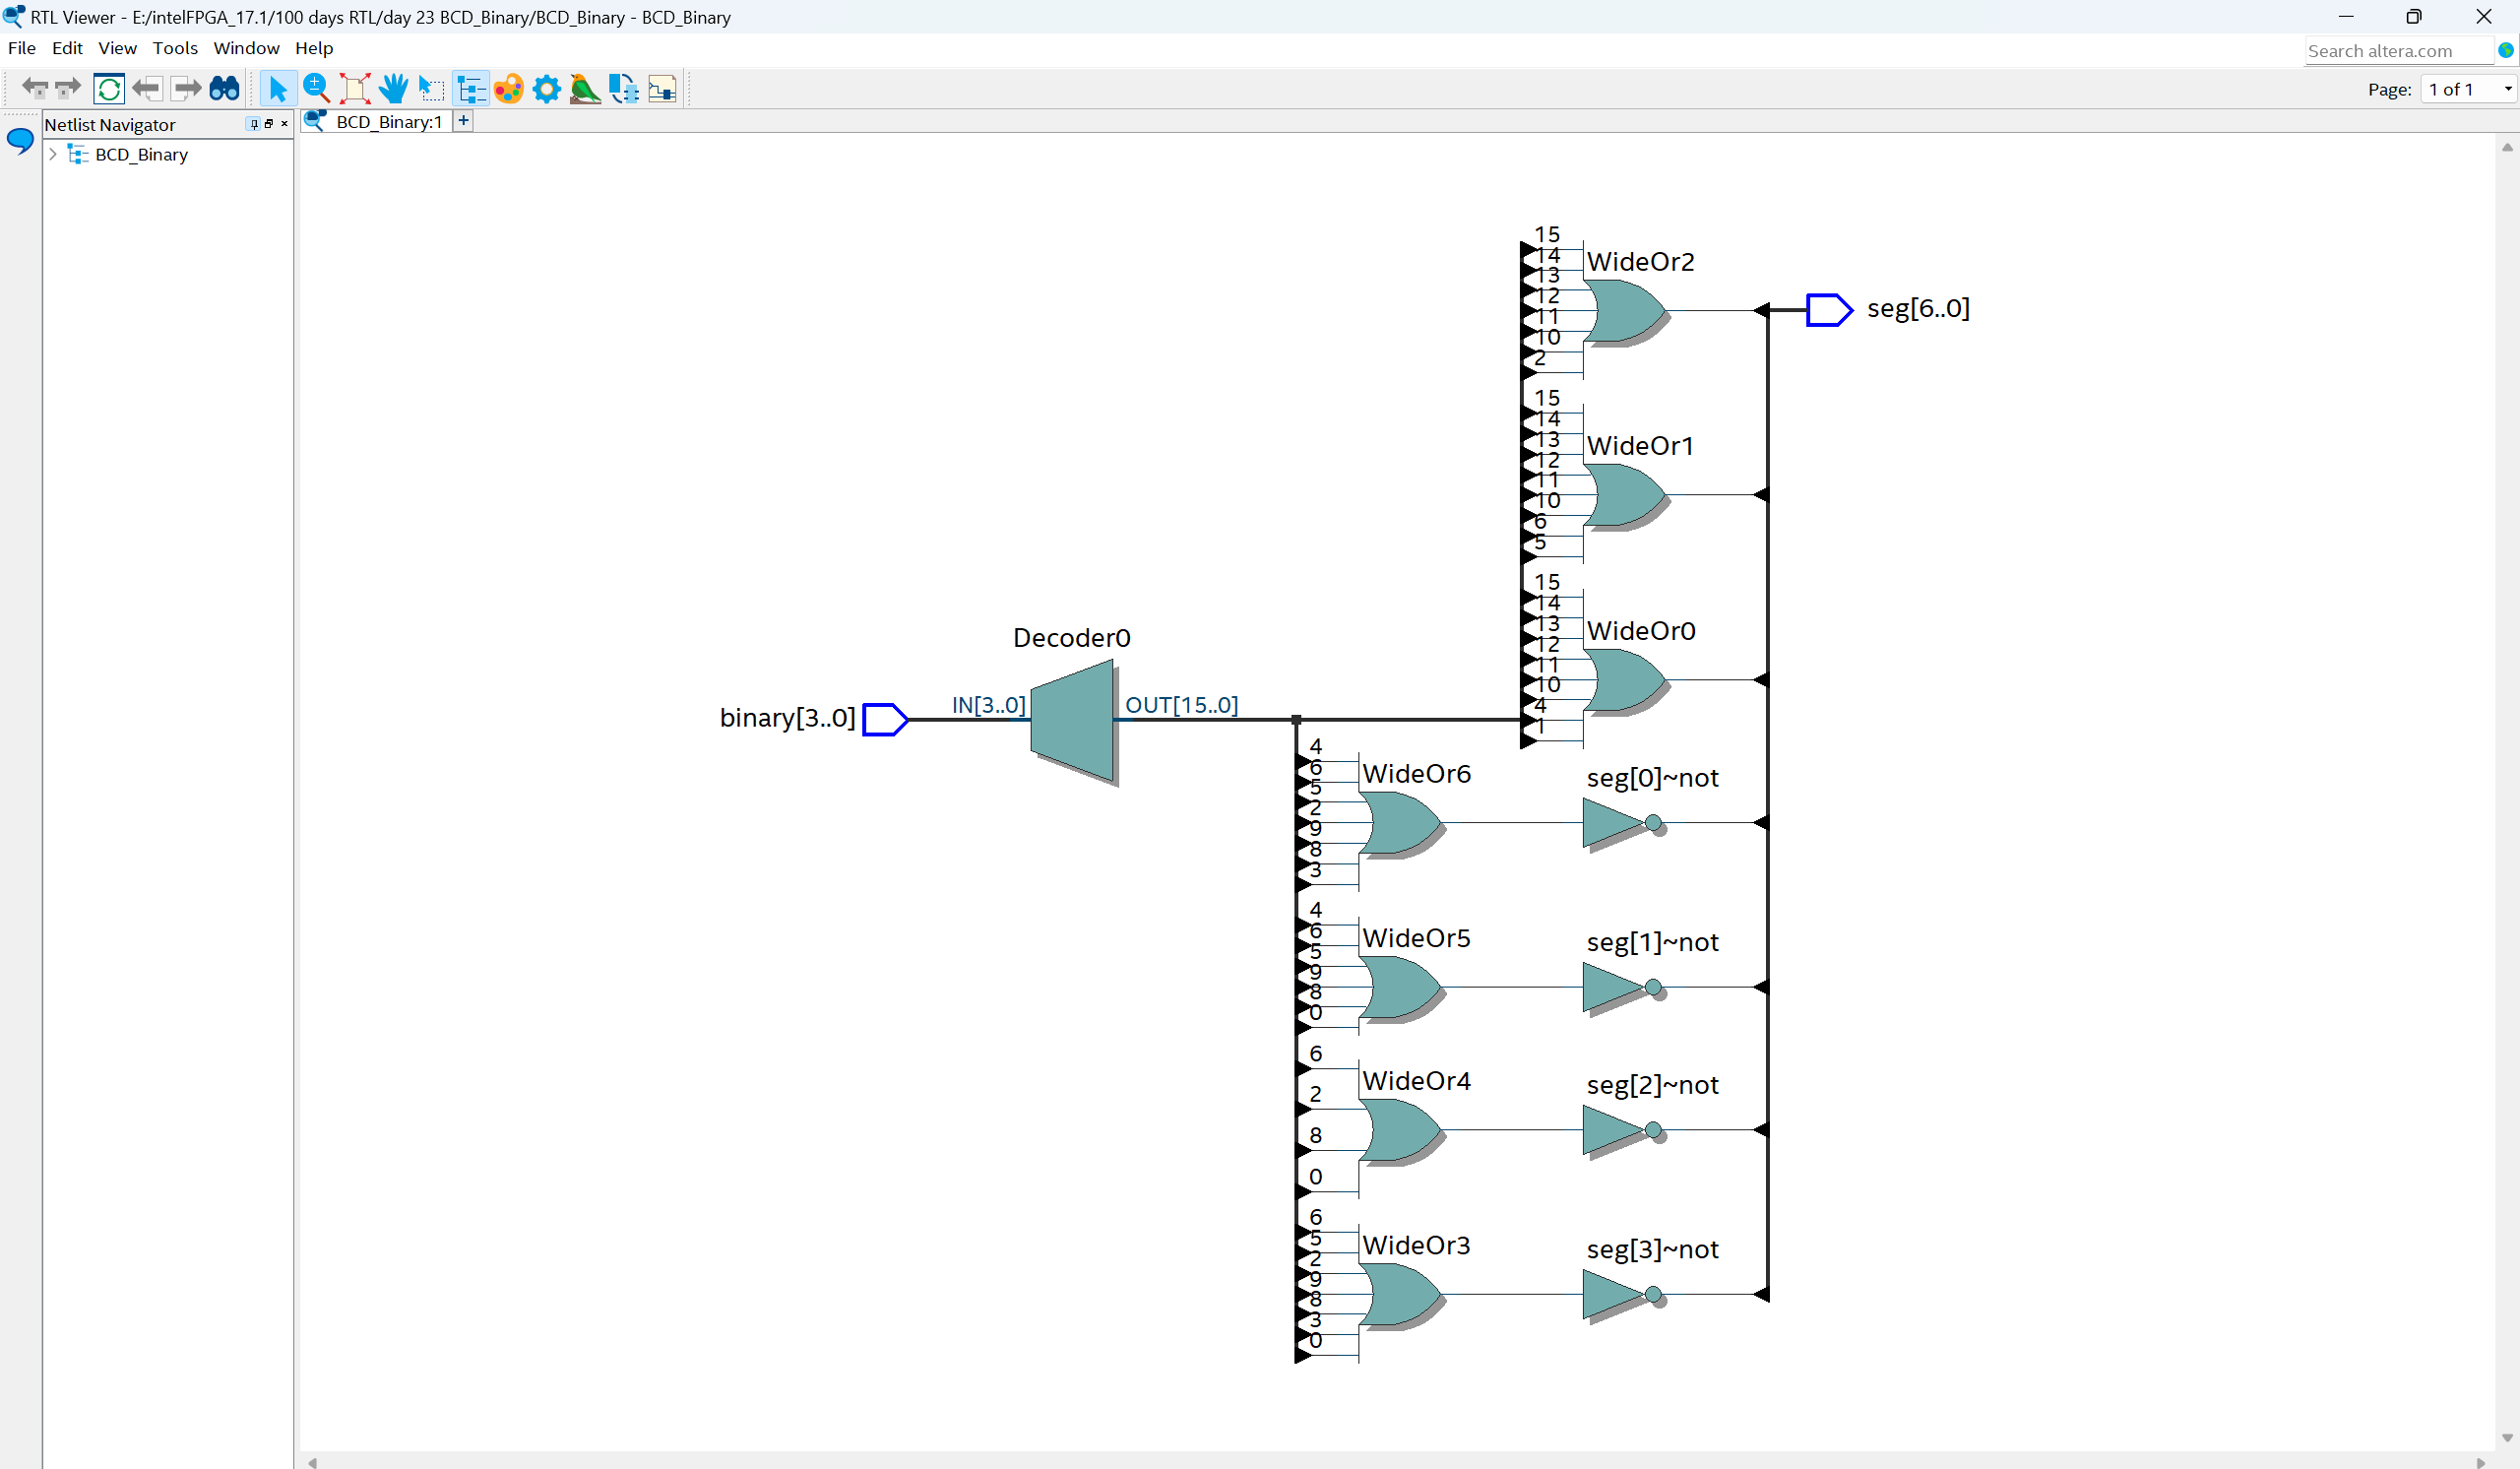 RTL Viewer - E:/intelFPGA_17.1/100 days RTL/day 23 BCD_Binary/BCD_Binary - BCD_Binary
File Edit View Tools Window Help
Search altera.com
Page: 1 of 1
Netlist Navigator
BCD_Binary:1
+
BCD_Binary
15
14
13
12
11
10
2
WideOr2
seg[6..0]
15
14
13
12
11
10
6
5
WideOr1
15
14
13
12
11
10
4
1
WideOr0
Decoder0
binary[3..0]
IN[3..0]
OUT[15..0]
4
6
5
2
9
8
3
WideOr6
seg[0]~not
4
6
5
9
8
0
WideOr5
seg[1]~not
6
2
8
0
WideOr4
seg[2]~not
6
5
2
9
8
3
0
WideOr3
seg[3]~not